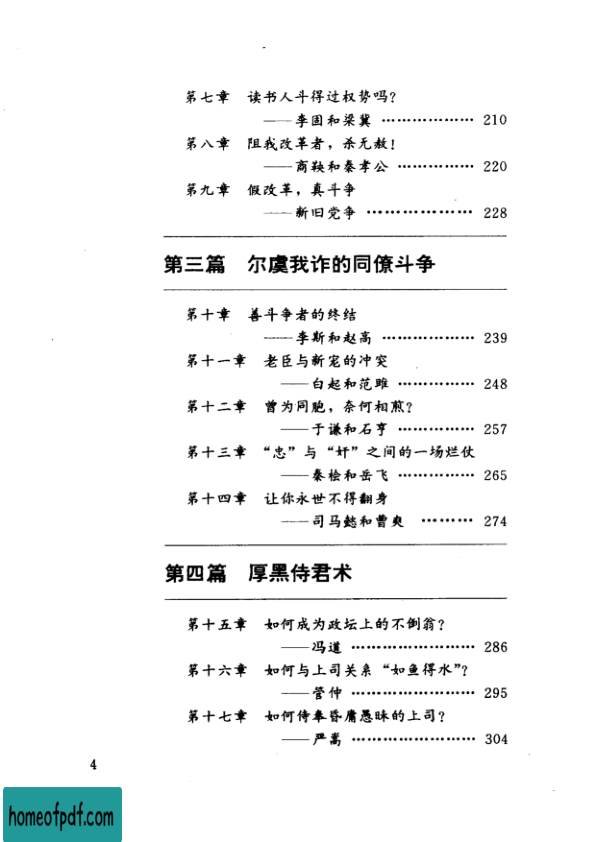 第七章 读书人斗得过权势吗?
——李固和梁冀 ……………… 210
第八章 阻我改革者,杀无赦!
——商鞅和秦孝公 …………… 220
第九章 假改革,真斗争
——新旧党争 ………………… 228
第三篇 尔虞我诈的同僚斗争
第十章 善斗争者的终结
——李斯和赵高 ……………… 239
第十一章 老臣与新宠的冲突
——白起和范雎 …………… 248
第十二章 曾为同胞,奈何相煎?
——于谦和石亨 …………… 257
第十三章 “忠”与“奸”之间的一场烂仗
——秦桧和岳飞 …………… 265
第十四章 让你永世不得翻身
——司马懿和曹爽 ……… 274
第四篇 厚黑侍君术
第十五章 如何成为政坛上的不倒翁?
——冯道 …………………… 286
第十六章 如何与上司关系“如鱼得水”?
——管仲 …………………… 295
第十七章 如何侍奉昏庸愚昧的上司?
——严嵩 …………………… 304
4
homeofpdf.com